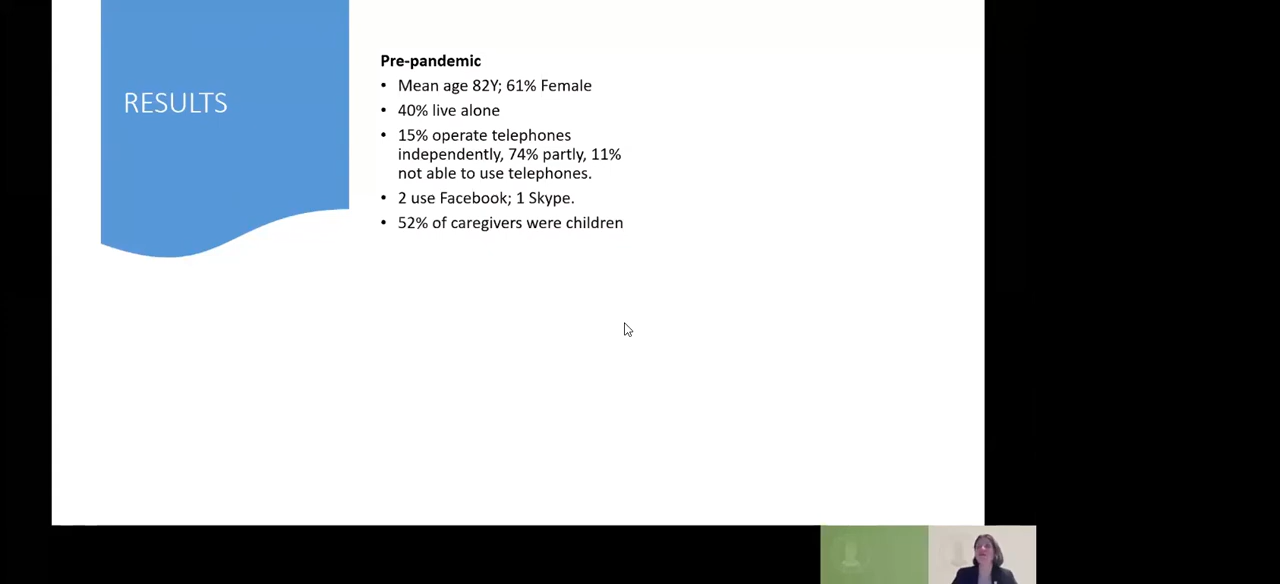 RESULTS
Pre-pandemic
• Mean age 82Y; 61% Female
• 40% live alone
• 15% operate telephones
independently, 74% partly, 11%
not able to use telephones.
• 2 use Facebook; 1 Skype.
• 52% of caregivers were children